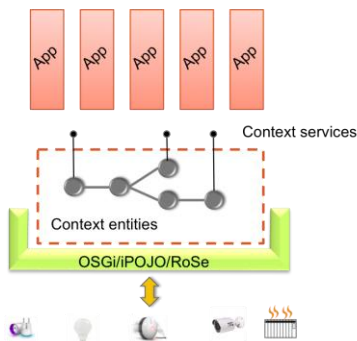 App App App App App
Context services
Context entities
OSGi/iPOJO/RoSe